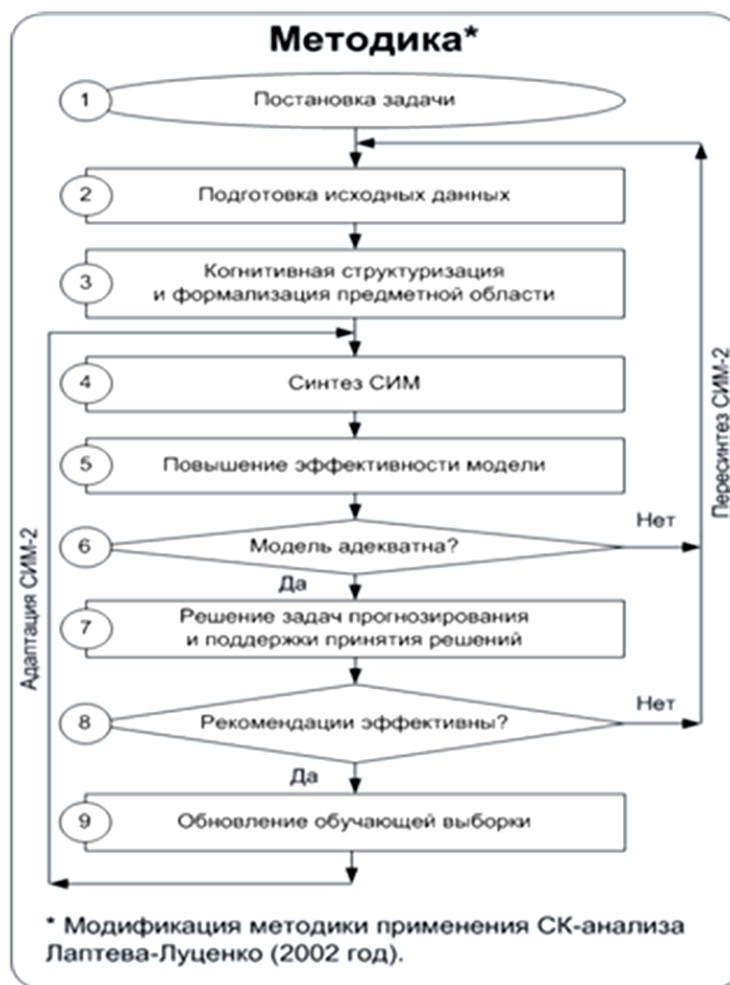 Методика*
1
Постановка задачи
2
Подготовка исходных данных
3
Когнитивная структуризация
и формализация предметной области
4
Синтез СИМ
5
Повышение эффективности модели
6
Модель адекватна?
Нет
Да
7
Решение задач прогнозирования
и поддержки принятия решений
8
Рекомендации эффективны?
Нет
Да
9
Обновление обучающей выборки
Адаптация СИМ-2
Пересинтез СИМ-2
* Модификация методики применения СК-анализа
Лаптева-Луценко (2002 год).